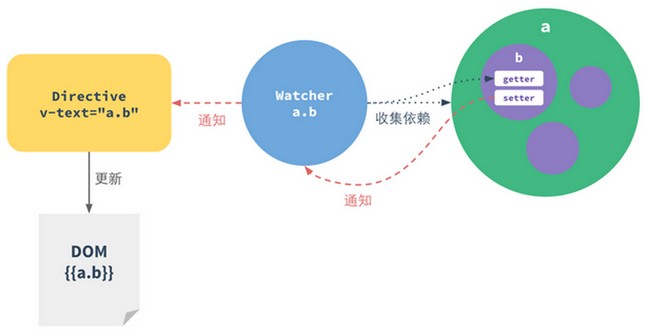 Directive
v-text="a.b"
通知
Watcher
a.b
收集依赖
a
b
getter
setter
通知
更新
DOM
{{a.b}}